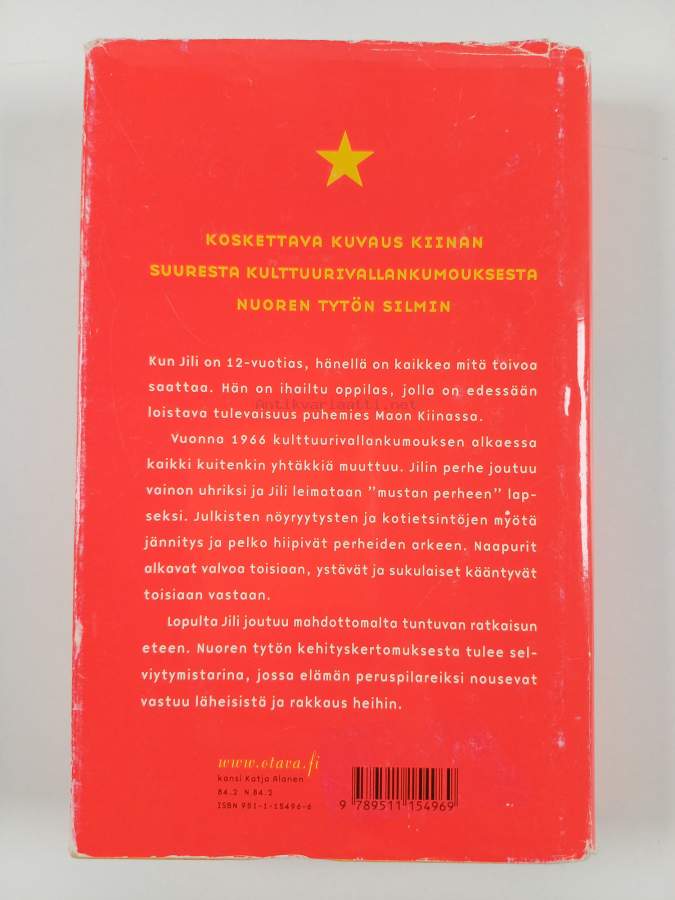 KOSKETTAVA KUVAUS KIINAN
SUURESTA KULTTUURIVALLANKUMOUKSESTA
NUOREN TYTÖN SILMIN
Kun Jili on 12-vuotias, hänellä on kaikkea mitä toivoa
saattaa. Hän on ihailtu oppilas, jolla on edessään
Antikvariaatti.net
loistava tulevaisuus puhemies Maon Kiinassa.
Vuonna 1966 kulttuurivallankumouksen alkaessa
kaikki kuitenkin yhtäkkiä muuttuu. Jilin perhe joutuu
vainon uhriksi ja Jili leimataan "mustan perheen" lap-
seksi. Julkisten nöyryytysten ja kotietsintöjen myötä
jännitys ja pelko hiipivät perheiden arkeen. Naapurit
alkavat valvoa toisiaan, ystävät ja sukulaiset kääntyvät
toisiaan vastaan.
Lopulta Jili joutuu mahdottomalta tuntuvan ratkaisun
eteen. Nuoren tytön kehityskertomuksesta tulee sel-
viytymistarina, jossa elämän peruspilareiksi nousevat
vastuu läheisistä ja rakkaus heihin.
www.otava.fi
kansi Katja Alanen
84.2 N 84.2
ISBN 951-1-15496-6
9 789511 154969